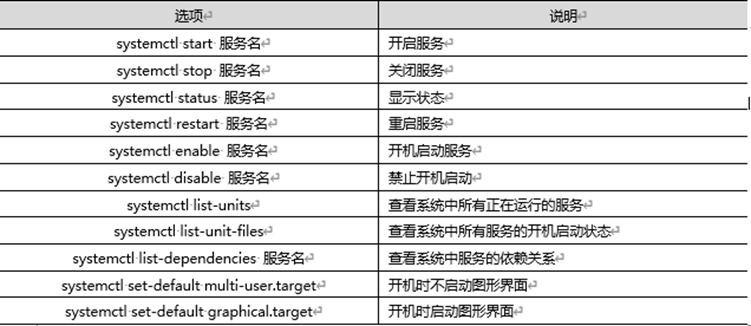 选项 说明
systemctl start 服务名 开启服务
systemctl stop 服务名 关闭服务
systemctl status 服务名 显示状态
systemctl restart 服务名 重启服务
systemctl enable 服务名 开机启动服务
systemctl disable 服务名 禁止开机启动
systemctl list-units 查看系统中所有正在运行的服务
systemctl list-unit-files 查看系统中所有服务的开机启动状态
systemctl list-dependencies 服务名 查看系统中服务的依赖关系
systemctl set-default multi-user.target 开机时不启动图形界面
systemctl set-default graphical.target 开机时启动图形界面